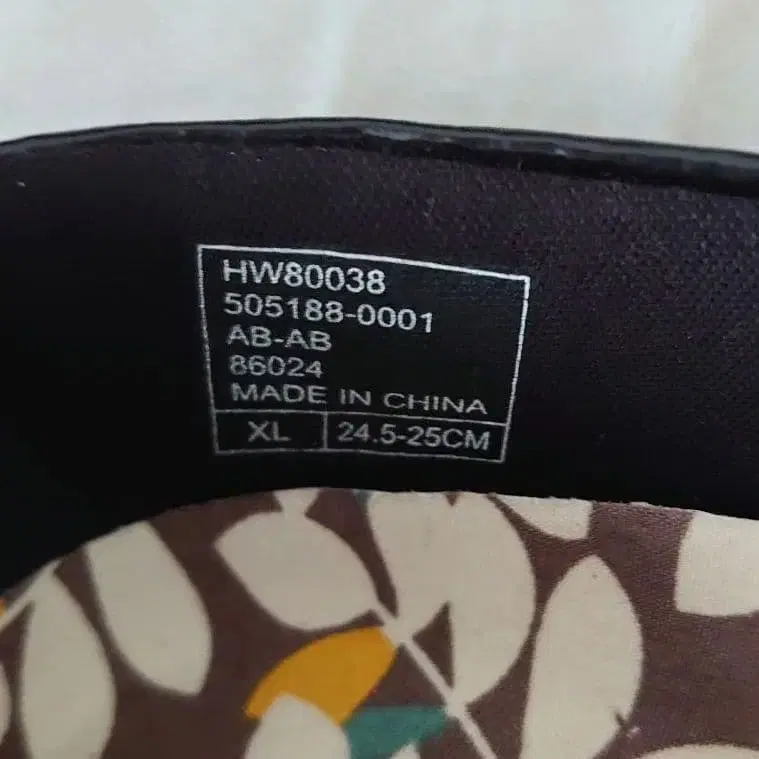 HW80038
505188-0001
AB-AB
86024
MADE IN CHINA
XL 24.5-25CM